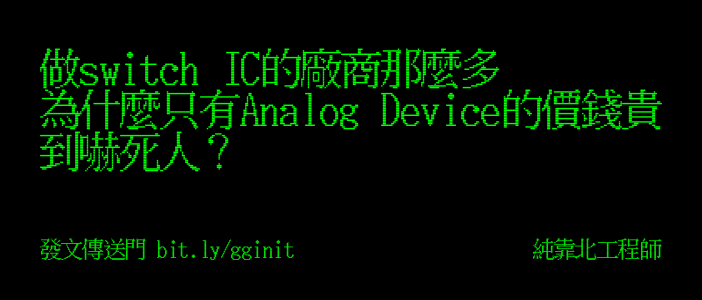 做switch IC的廠商那麼多
為什麼只有Analog Device的價錢貴
到嚇死人？
發文傳送門 bit.ly/gginit
純靠北工程師